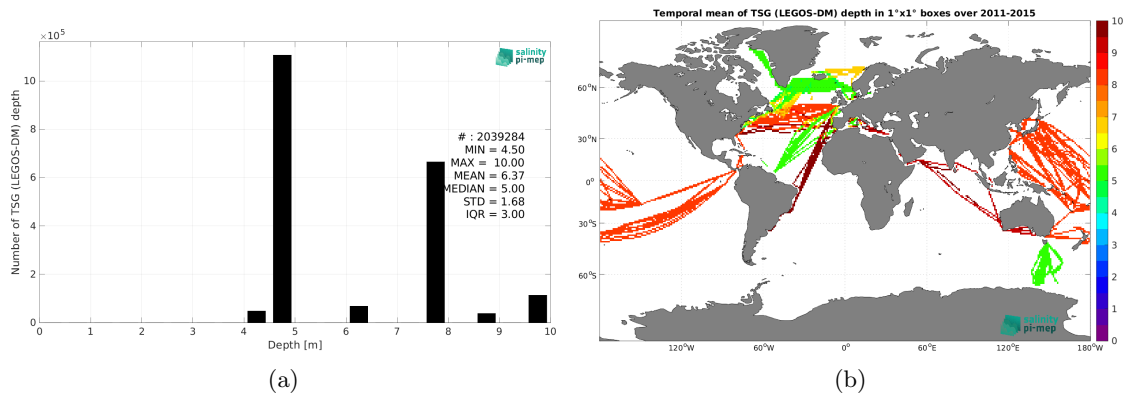 ×10⁵
salinity
pi-mep
Number of TSG (LEGOS-DM) depth
10
8
6
4
2
0
# : 2039284
MIN = 4.50
MAX = 10.00
MEAN = 6.37
MEDIAN = 5.00
STD = 1.68
IQR = 3.00
0 1 2 3 4 5 6 7 8 9 10
Depth [m]
(a)
Temporal mean of TSG (LEGOS-DM) depth in 1°x1° boxes over 2011-2015
60°N
30°N
0°
30°S
60°S
120°W 60°W 0° 60°E 120°E 180°W
salinity
pi-mep
10
9
8
7
6
5
4
3
2
1
0
(b)